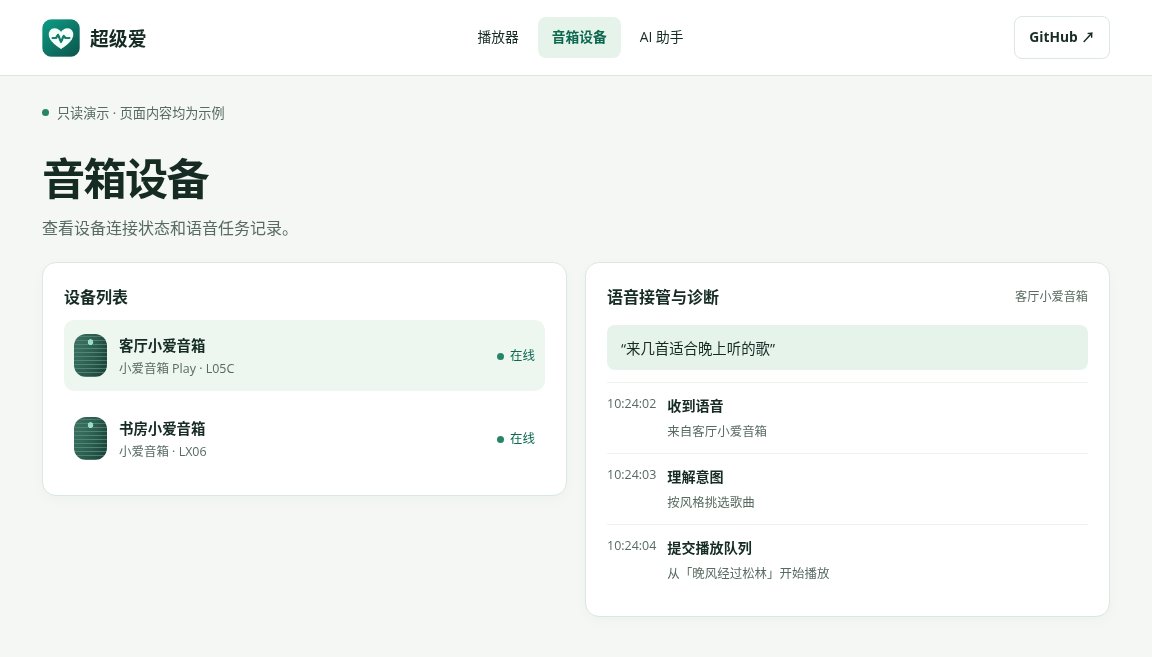 超级爱
播放器
音箱设备
AI 助手
GitHub ↗
只读演示 · 页面内容均为示例
音箱设备
查看设备连接状态和语音任务记录。
设备列表
客厅小爱音箱
小爱音箱 Play · L05C
在线
书房小爱音箱
小爱音箱 · LX06
在线
语音接管与诊断
客厅小爱音箱
“来几首适合晚上听的歌”
10:24:02 收到语音
来自客厅小爱音箱
10:24:03 理解意图
按风格挑选歌曲
10:24:04 提交播放队列
从「晚风经过松林」开始播放